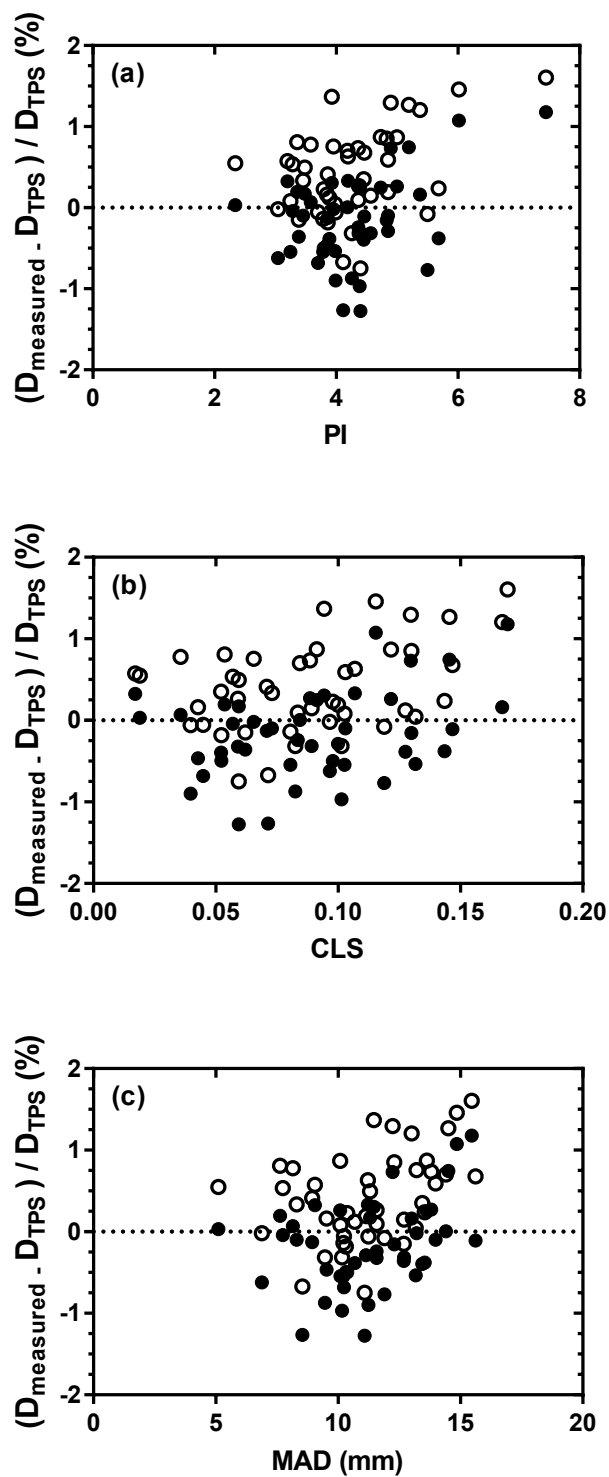 (a)
(D_measured - D_TPS) / D_TPS (%)
2
1
0
-1
-2
0 2 4 6 8
PI
(b)
(D_measured - D_TPS) / D_TPS (%)
2
1
0
-1
-2
0.00 0.05 0.10 0.15 0.20
CLS
(c)
(D_measured - D_TPS) / D_TPS (%)
2
1
0
-1
-2
0 5 10 15 20
MAD (mm)